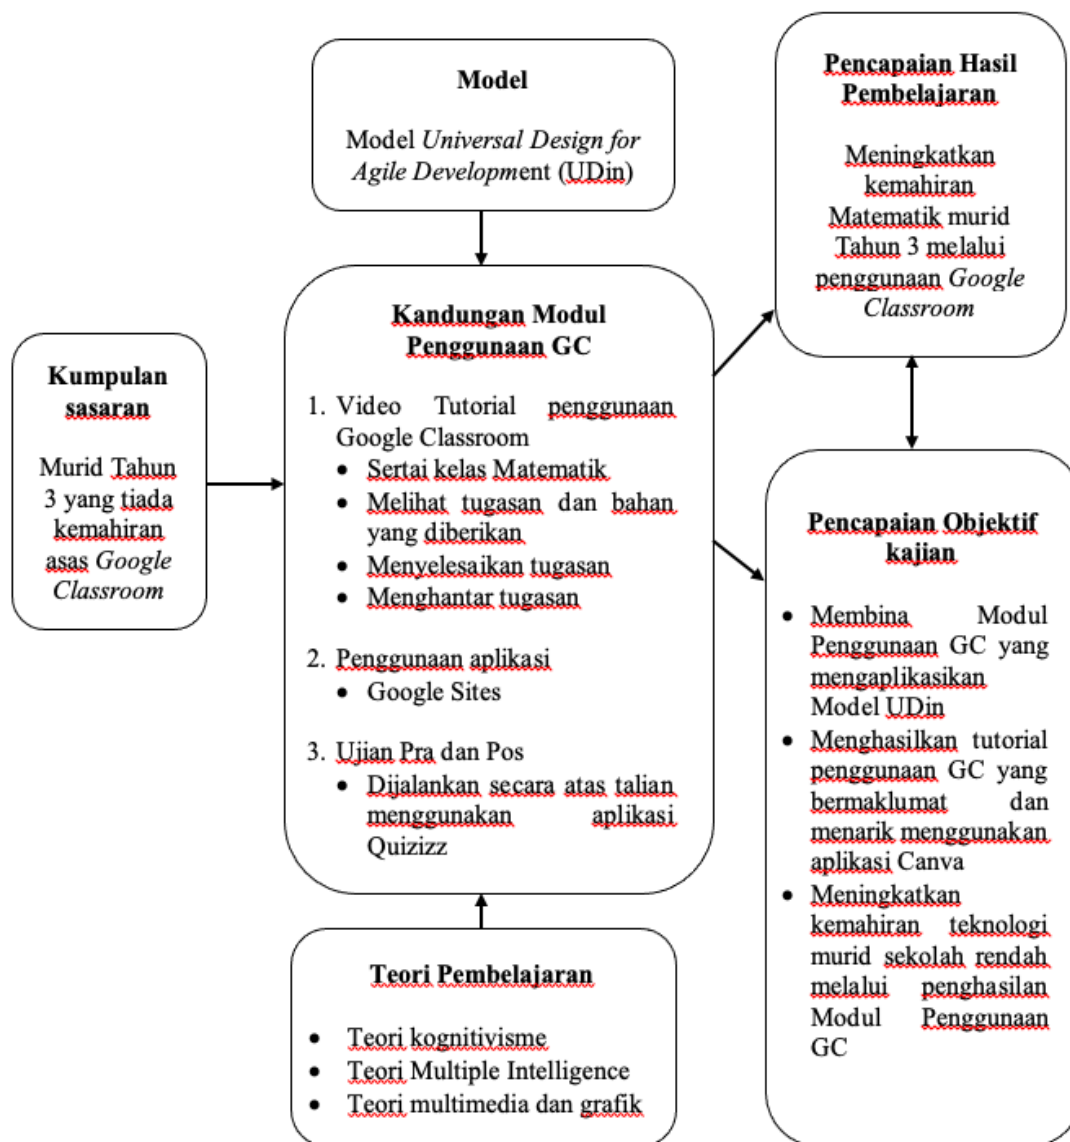 Model
Model Universal Design for
Agile Development (UDin)
Pencapaian Hasil
Pembelajaran
Meningkatkan
kemahiran
Matematik murid
Tahun 3 melalui
penggunaan Google
Classroom
Kumpulan
sasaran
Murid Tahun
3 yang tiada
kemahiran
asas Google
Classroom
Kandungan Modul
Penggunaan GC
1. Video Tutorial penggunaan
Google Classroom
• Sertai kelas Matematik
• Melihat tugasan dan bahan
yang diberikan
• Menyelesaikan tugasan
• Menghantar tugasan
2. Penggunaan aplikasi
• Google Sites
3. Ujian Pra dan Pos
• Dijalankan secara atas talian
menggunakan aplikasi
Quizizz
Pencapaian Objektif
kajian
• Membina Modul
Penggunaan GC yang
mengaplikasikan
Model UDin
• Menghasilkan tutorial
penggunaan GC yang
bermaklumat dan
menarik menggunakan
aplikasi Canva
• Meningkatkan
kemahiran teknologi
murid sekolah rendah
melalui penghasilan
Modul Penggunaan
GC
Teori Pembelajaran
• Teori kognitivisme
• Teori Multiple Intelligence
• Teori multimedia dan grafik